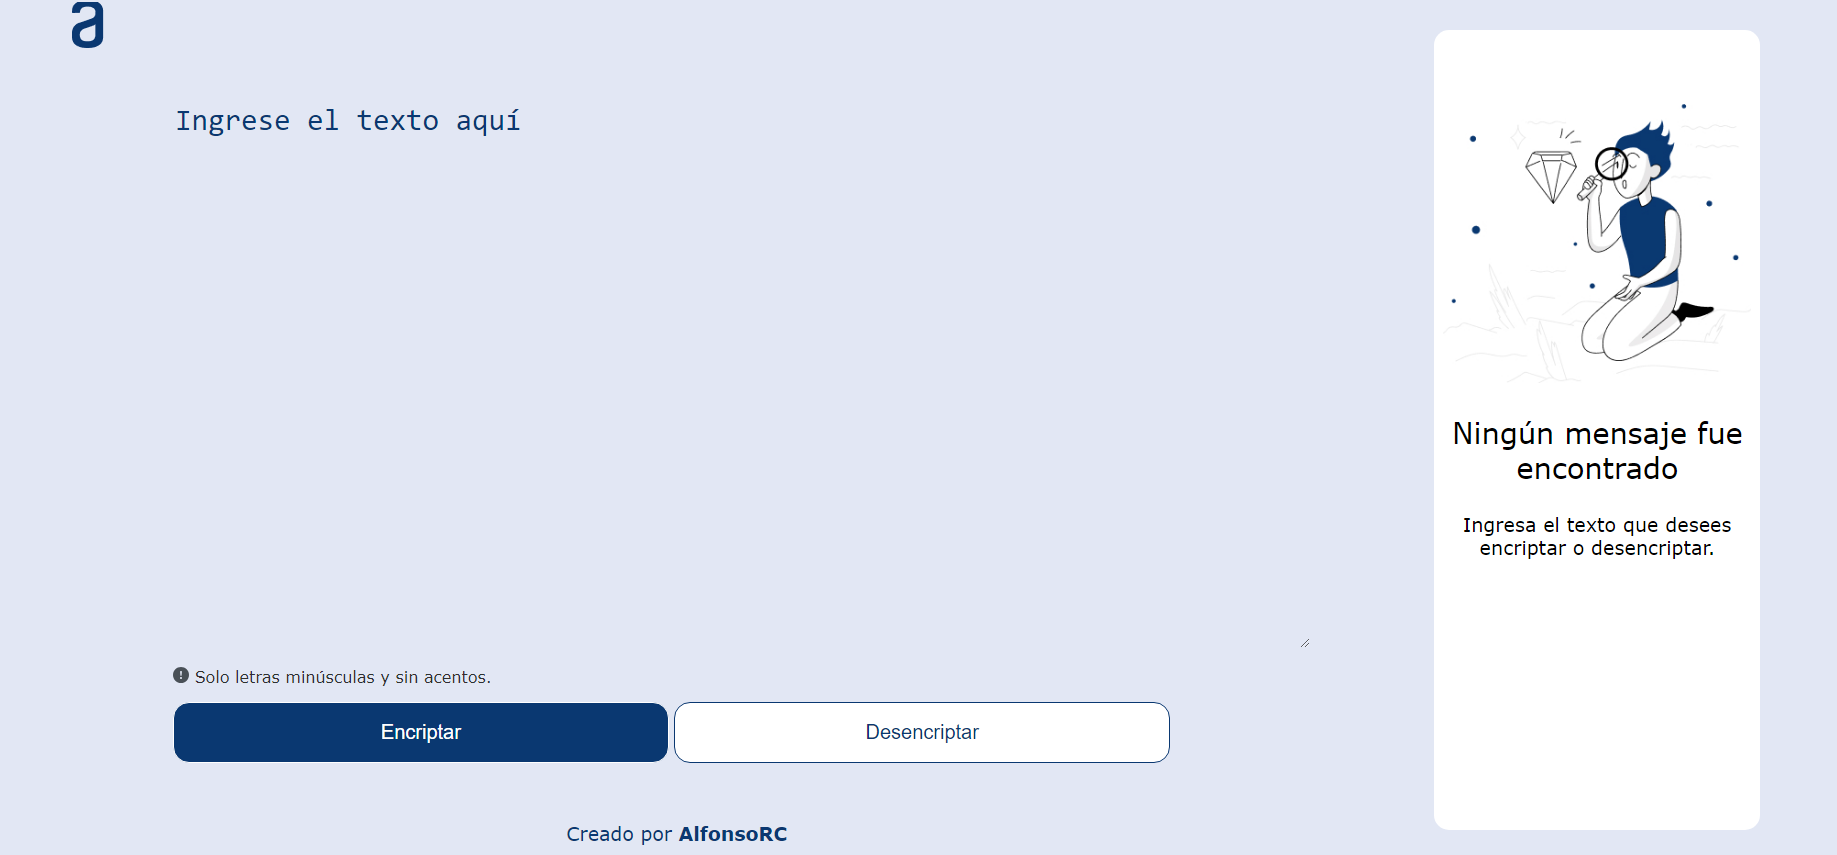 a
Ingrese el texto aquí
Solo letras minúsculas y sin acentos.
Encriptar
Desencriptar
Creado por AlfonsoRC
Ningún mensaje fue
encontrado
Ingresa el texto que desees
encriptar o desencriptar.